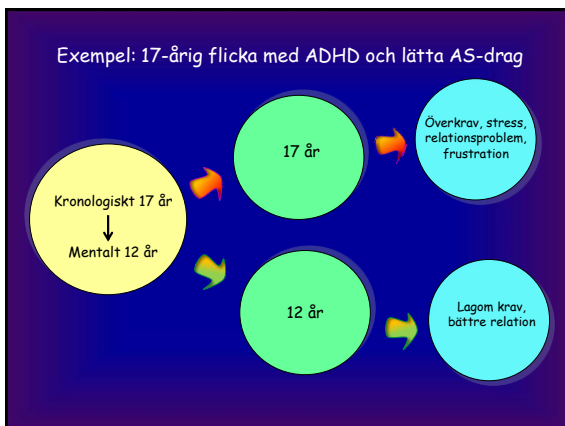 Exempel: 17-årig flicka med ADHD och lätta AS-drag
Kronologiskt 17 år
Mentalt 12 år
17 år
Överkrav, stress,
relationsproblem,
frustration
12 år
Lagom krav,
bättre relation